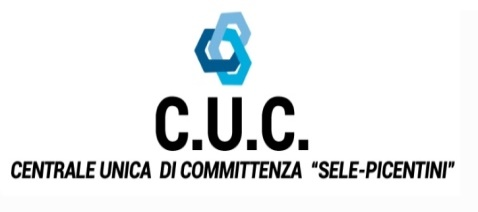 C.U.C.
CENTRALE UNICA DI COMMITTENZA “SELE-PICENTINI”